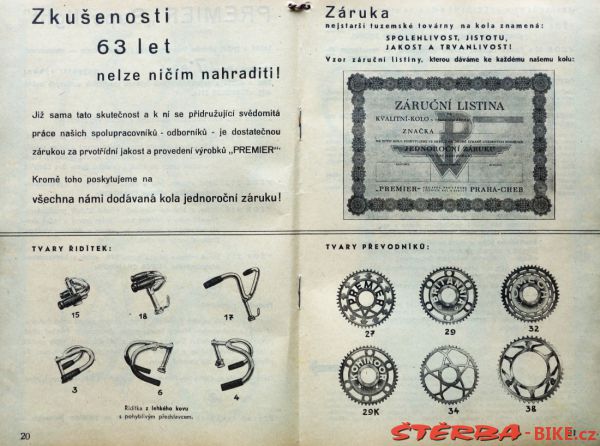 Zkušenosti
63 let
nelze ničím nahraditi!
Již sama tato skutečnost a k ní se přidružující svědomitá
práce našich spolupracovníků - odborníků - je dostatečnou
zárukou za prvotřídní jakost a provedení výrobků „PREMIER“
Kromě toho poskytujeme na
všechna námi dodávaná kola jednoroční záruku!
TVARY ŘIDÍTEK:
15
18
17
3
6
4
Řidítka z lehkého kovu
s pohyblivým představcem.
20
Záruka
nejstarší tuzemské továrny na kola znamená:
SPOLEHLIVOST, JISTOTU,
JAKOST A TRVANLIVOST!
Vzor záruční listiny, kterou dáváme ke každému našemu kolu:
ZÁRUČNÍ LISTINA
KVALITNÍ-KOLO
ZNAČKA
JEDNOROČNÍ ZÁRUKU
„PREMIER“
PRAHA-CHEB
TVARY PŘEVODNÍKŮ:
PREMIER
27
29
32
29K
34
38
ŠTĚRBA-BIKE.cz